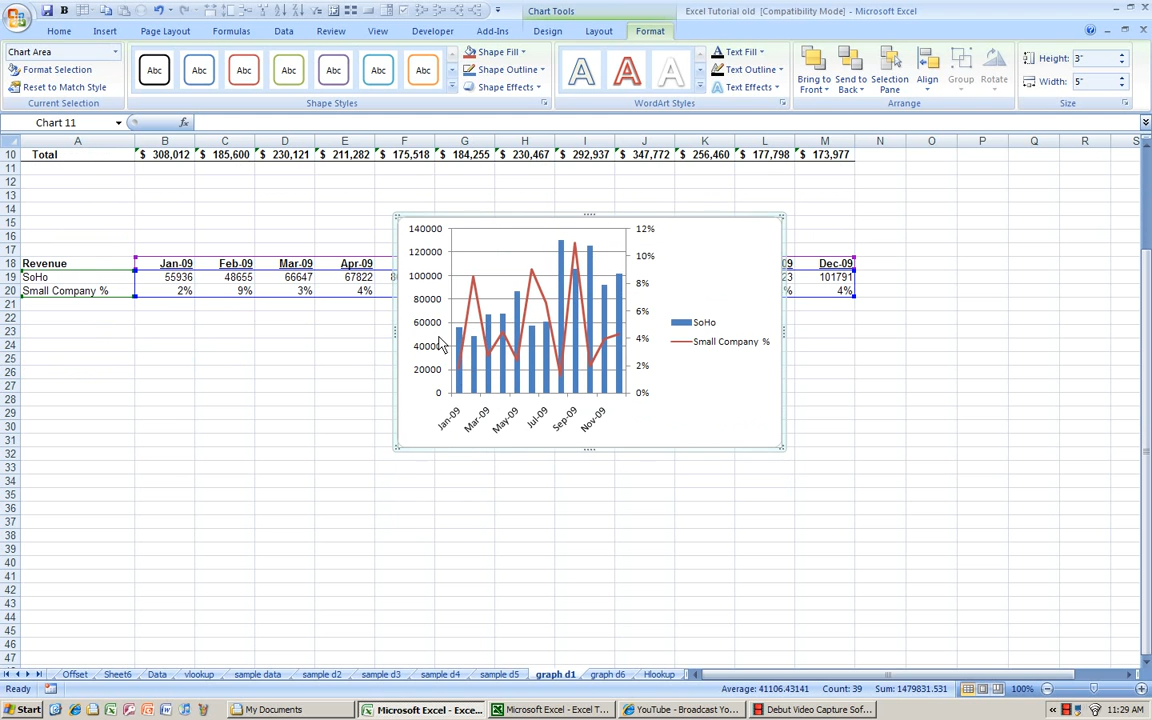 Chart Tools
Excel Tutorial old [Compatibility Mode] - Microsoft Excel
Home Insert Page Layout Formulas Data Review View Developer Add-Ins Design Layout Format
Chart Area
Format Selection
Reset to Match Style
Current Selection
Abc Abc Abc Abc Abc Abc Abc
Shape Styles
Shape Fill
Shape Outline
Shape Effects
A A A
WordArt Styles
Text Fill
Text Outline
Text Effects
Bring to Front
Send to Back
Selection Pane
Align
Group
Rotate
Arrange
Height: 3"
Width: 5"
Size
Chart 11
fx
A B C D E F G H I J K L M N O P Q R S
10 Total $ 308,012 $ 185,600 $ 230,121 $ 211,282 $ 175,518 $ 184,255 $ 230,467 $ 292,937 $ 347,772 $ 256,460 $ 177,798 $ 173,977
11
12
13
14
15
16
17
18 Revenue Jan-09 Feb-09 Mar-09 Apr-09 Dec-09
19 SoHo 55936 48655 66647 67822 101791
20 Small Company % 2% 9% 3% 4% 4%
21
22
23
24
25
26
27
28
29
30
31
32
33
34
35
36
37
38
39
40
41
42
43
44
45
46
47
140000
120000
100000
80000
60000
40000
20000
0
12%
10%
8%
6%
4%
2%
0%
Jan-09 Mar-09 May-09 Jul-09 Sep-09 Nov-09
SoHo
Small Company %
Offset Sheet6 Data vlookup sample data sample d2 sample d3 sample d4 sample d5 graph d1 graph d6 Hlookup
Ready
Average: 41106.43141 Count: 39 Sum: 1479831.531 100%
Start My Documents Microsoft Excel - Exce... Microsoft Excel - Excel T... YouTube - Broadcast Yo... Debut Video Capture Sof... 11:29 AM